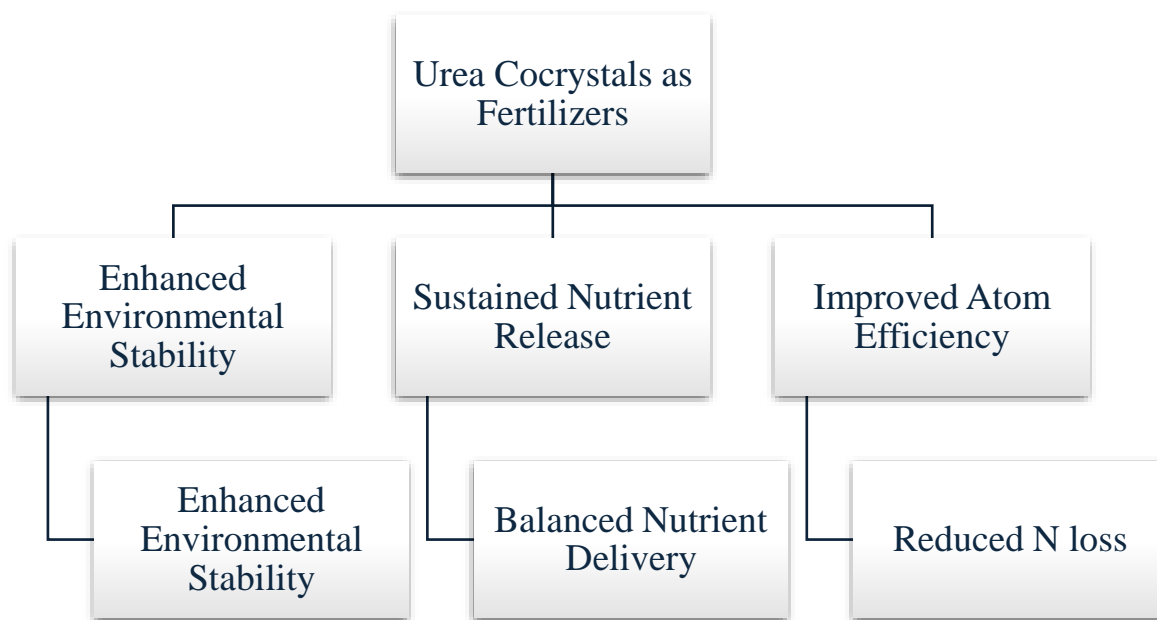 Urea Cocrystals as
Fertilizers
Enhanced
Environmental
Stability
Sustained Nutrient
Release
Improved Atom
Efficiency
Enhanced
Environmental
Stability
Balanced Nutrient
Delivery
Reduced N loss